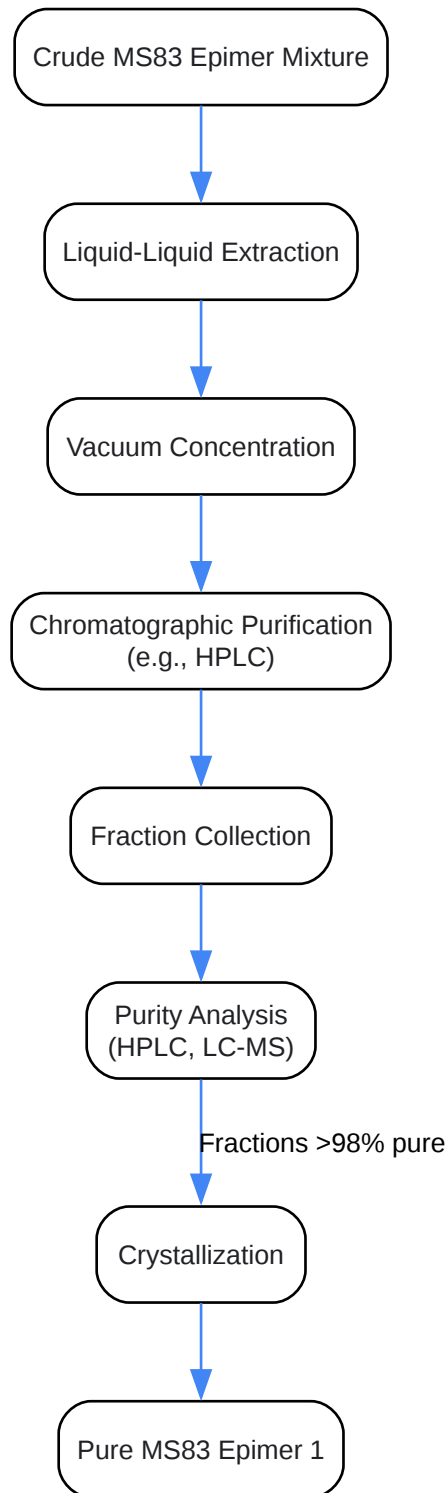 Crude MS83 Epimer Mixture
Liquid-Liquid Extraction
Vacuum Concentration
Chromatographic Purification
(e.g., HPLC)
Fraction Collection
Purity Analysis
(HPLC, LC-MS)
Fractions >98% pure
Crystallization
Pure MS83 Epimer 1